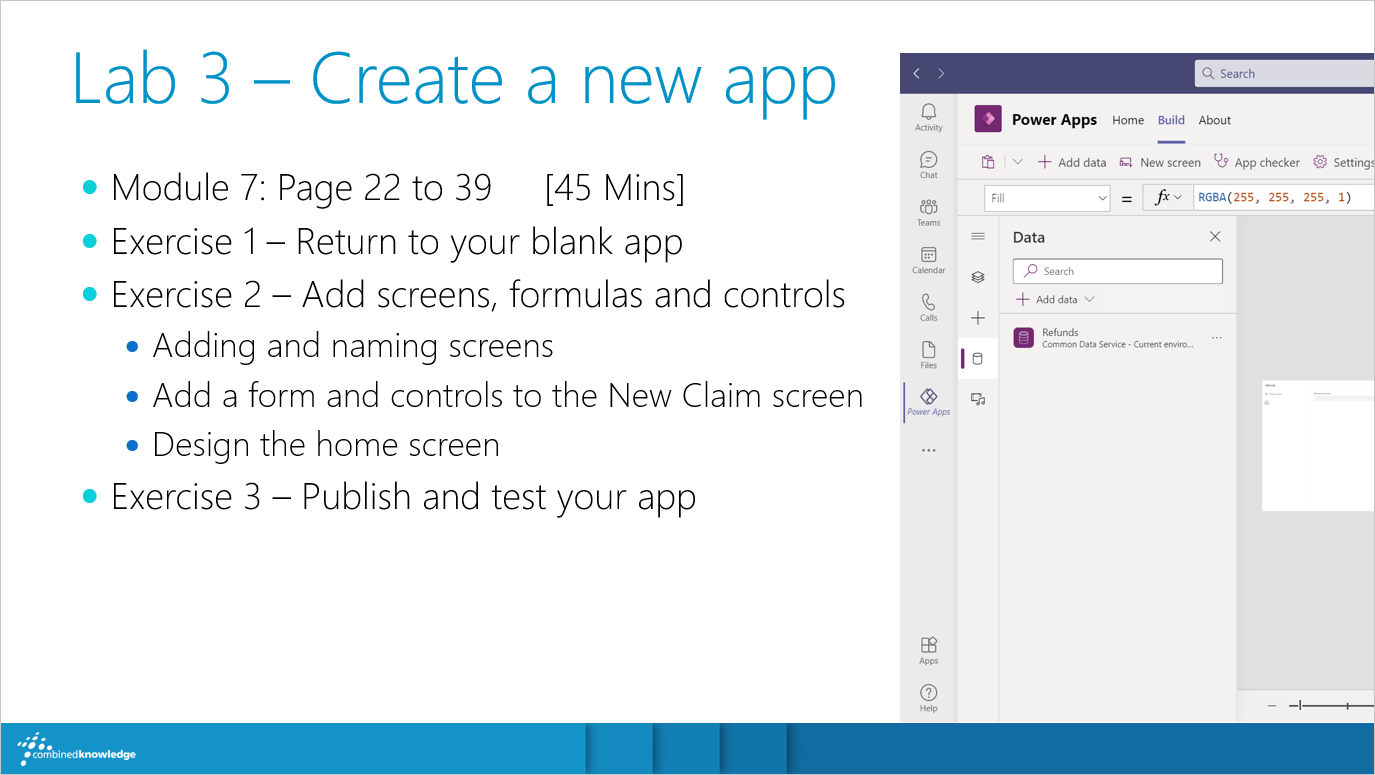 Lab 3 – Create a new app
Module 7: Page 22 to 39 [45 Mins]
Exercise 1 – Return to your blank app
Exercise 2 – Add screens, formulas and controls
Adding and naming screens
Add a form and controls to the New Claim screen
Design the home screen
Exercise 3 – Publish and test your app
Search
Activity
Chat
Teams
Calendar
Calls
Files
Power Apps
Apps
Help
Power Apps Home Build About
Add data New screen App checker Settings
Fill = fx RGBA(255, 255, 255, 1)
Data
Search
Add data
Refunds
Common Data Service - Current enviro...
combinedknowledge